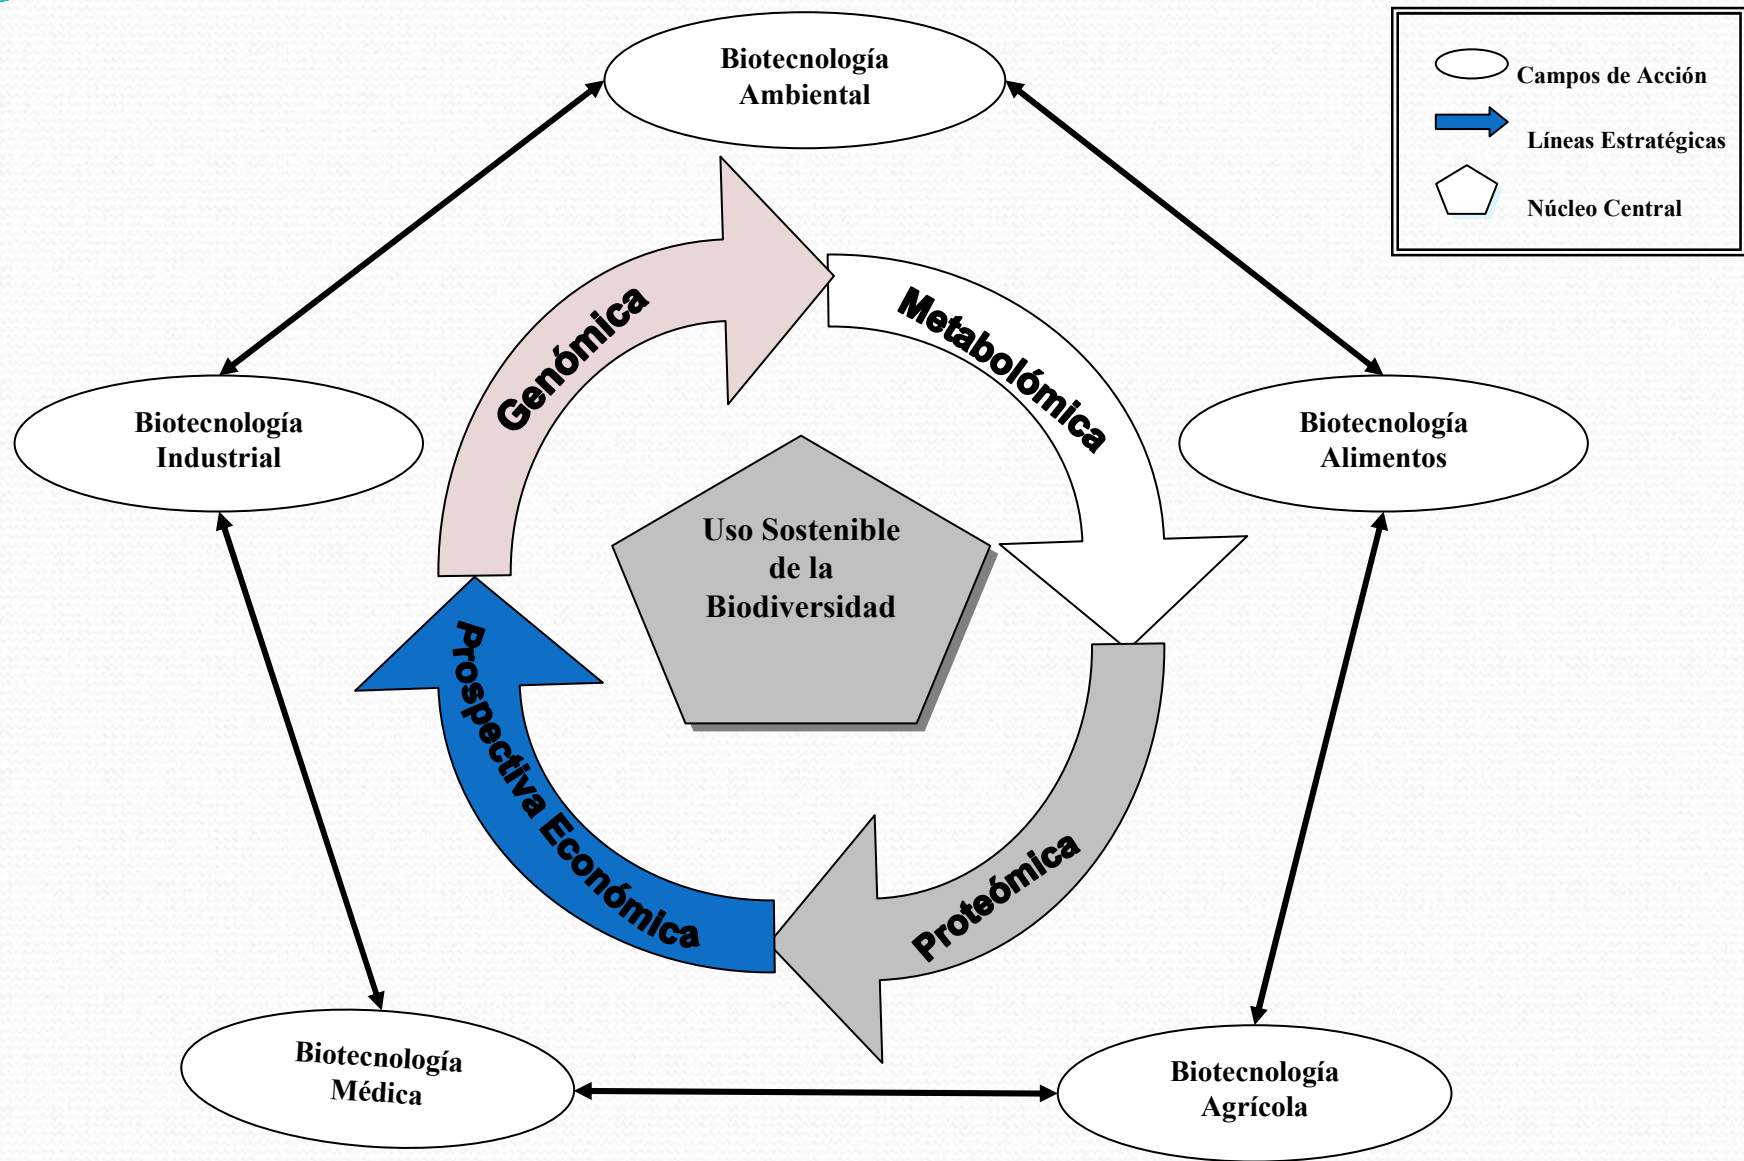 Biotecnología
Ambiental
Campos de Acción
Líneas Estratégicas
Núcleo Central
Genómica
Metabolómica
Biotecnología
Industrial
Biotecnología
Alimentos
Uso Sostenible
de la
Biodiversidad
Prospectiva Económica
Proteómica
Biotecnología
Médica
Biotecnología
Agrícola